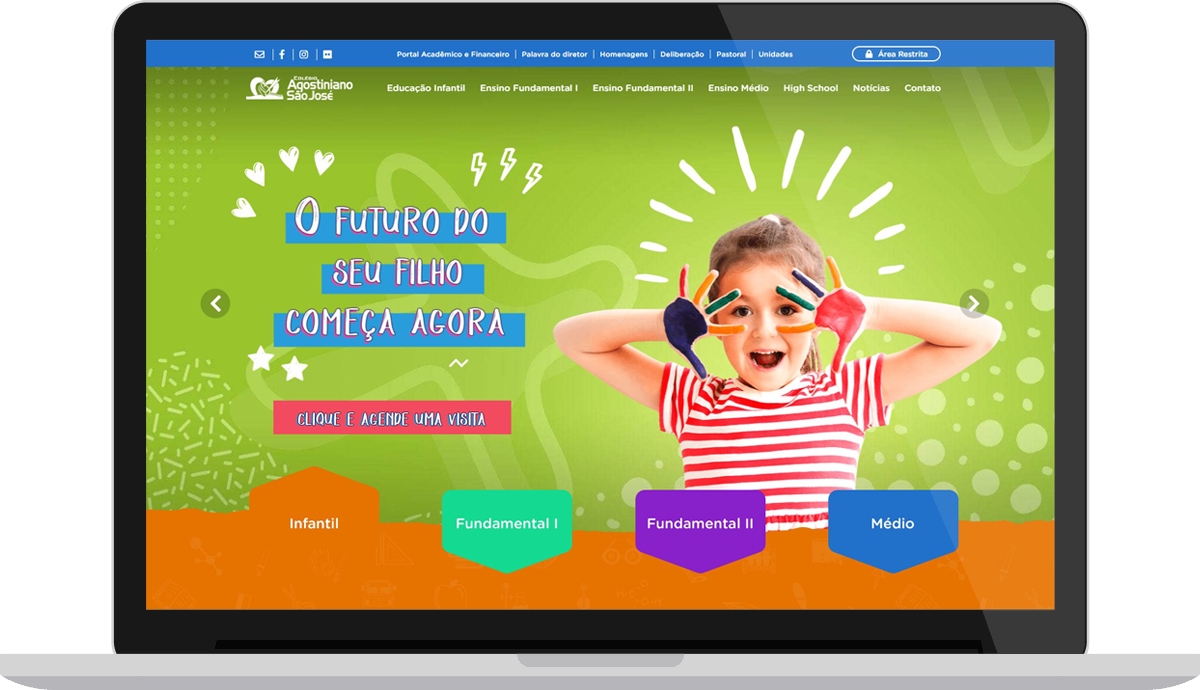 Portal Acadêmico e Financeiro | Palavra do diretor | Homenagens | Deliberação | Pastoral | Unidades
Área Restrita
COLÉGIO
Agostiniano
São José
Educação Infantil
Ensino Fundamental I
Ensino Fundamental II
Ensino Médio
High School
Notícias
Contato
O FUTURO DO
SEU FILHO
COMEÇA AGORA
CLIQUE E AGENDE UMA VISITA
Infantil
Fundamental I
Fundamental II
Médio